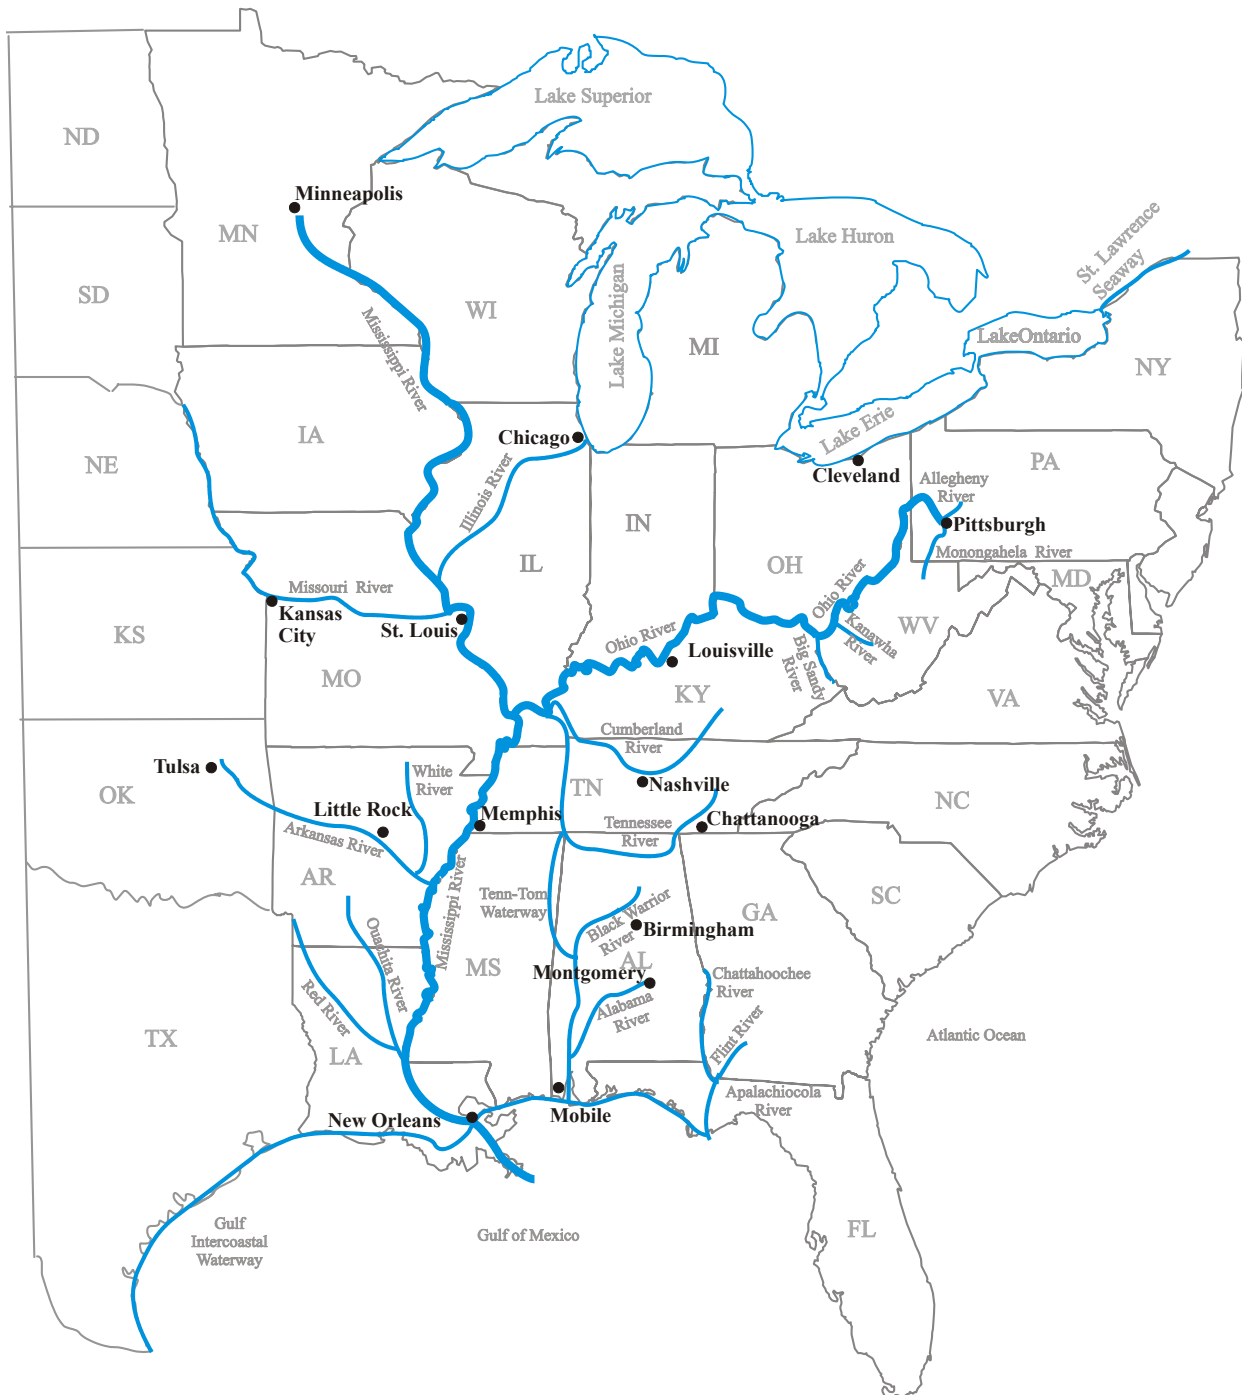 Lake Superior
ND
Minneapolis
MN
Lake Huron
St. Lawrence
Seaway
SD
WI
Lake Michigan
MI
LakeOntario
NY
Mississippi River
IA
Lake Erie
Chicago
NE
Illinois River
Cleveland
PA
Allegheny
River
IN
Pittsburgh
Monongahela  River
IL
OH
MD
Missouri  River
Ohio River
Kansas
City
St. Louis
KS
WV
Kanawha
River
Ohio River
Louisville
Big Sandy
River
MO
KY
VA
Cumberland
River
Tulsa
White
River
OK
TN
Nashville
NC
Little Rock
Memphis
Chattanooga
Arkansas River
Tennessee
River
AR
Mississippi River
Tenn-Tom
Waterway
SC
GA
Black Warrior
River
Birmingham
Ouachita River
MS
AL
Montgomery
Chattahoochee
River
Alabama
River
Red River
Flint River
TX
LA
Atlantic Ocean
Apalachiocola
River
New Orleans
Mobile
Gulf
Intercoastal
Waterway
Gulf of Mexico
FL